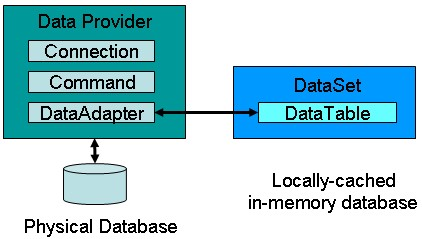 Data Provider
Connection
Command
DataAdapter
DataSet
DataTable
Physical Database
Locally-cached
in-memory database